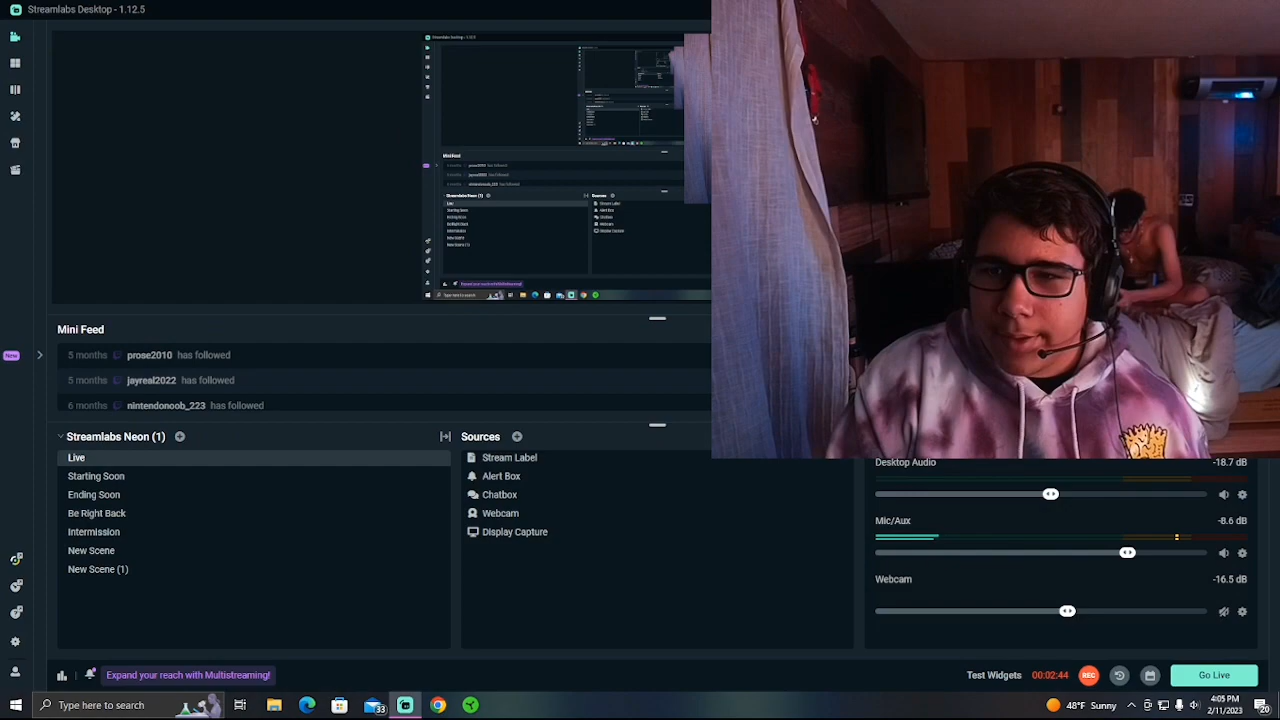 Streamlabs Desktop - 1.12.5
Mini Feed
New
5 months prose2010 has followed
5 months jayreal2022 has followed
6 months nintendonoob_223 has followed
Streamlabs Neon (1)
Live
Starting Soon
Ending Soon
Be Right Back
Intermission
New Scene
New Scene (1)
Sources
Stream Label
Alert Box
Chatbox
Webcam
Display Capture
Desktop Audio -18.7 dB
Mic/Aux -8.6 dB
Webcam -16.5 dB
Expand your reach with Multistreaming!
Test Widgets 00:02:44 REC Go Live
Type here to search
48°F Sunny
4:05 PM
2/11/2023